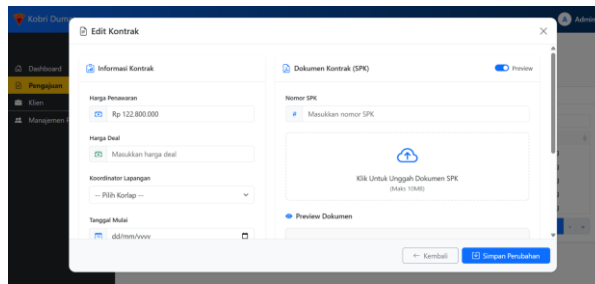 Kobri Dum
Admin
Edit Kontrak
Dashboard
Pengajuan
Klien
Manajemen
Informasi Kontrak
Harga Penawaran
Rp 122.800.000
Harga Deal
Masukkan harga deal
Koordinator Lapangan
-- Pilih Korlap --
Tanggal Mulai
dd/mm/yyyy
Dokumen Kontrak (SPK)
Preview
Nomor SPK
# Masukkan nomor SPK
Klik Untuk Unggah Dokumen SPK
(Maks 10MB)
Preview Dokumen
← Kembali
Simpan Perubahan